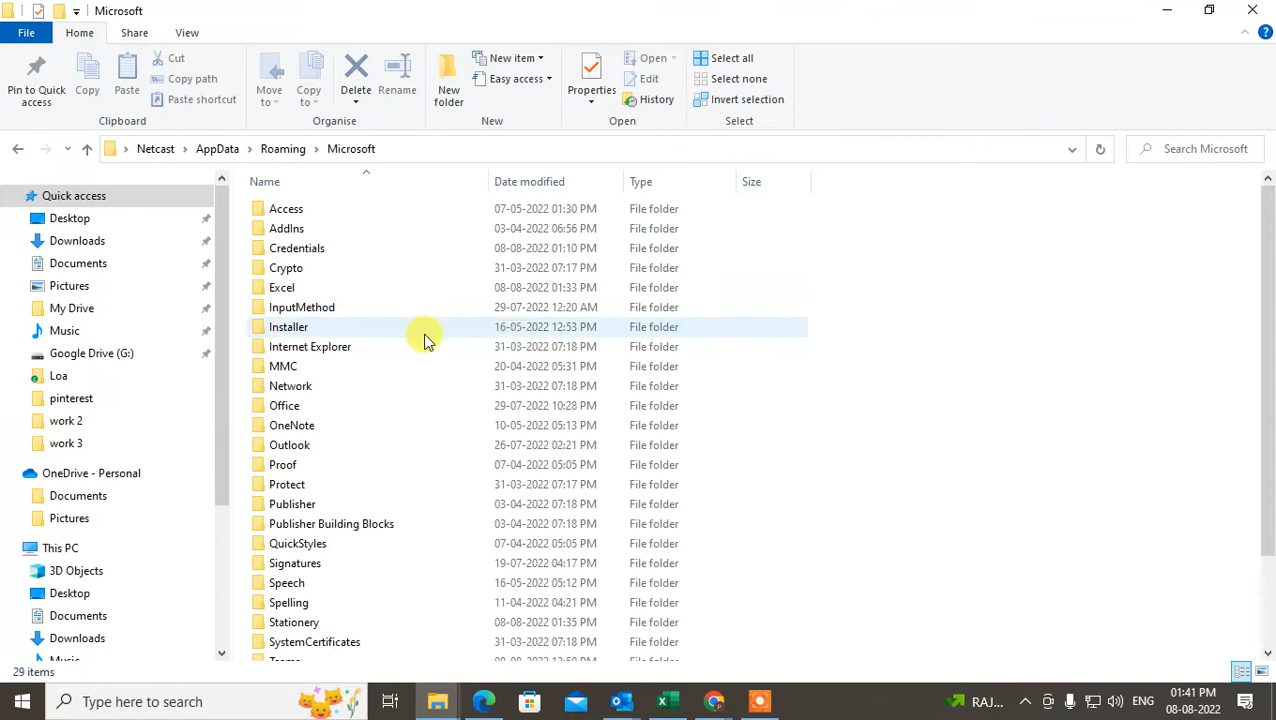 Microsoft
File Home Share View
Pin to Quick access
Copy
Paste
Cut
Copy path
Paste shortcut
Clipboard
Move to
Copy to
Delete
Rename
Organise
New folder
New item
Easy access
New
Properties
Open
Edit
History
Open
Select all
Select none
Invert selection
Select
Netcast > AppData > Roaming > Microsoft
Search Microsoft
Quick access
Desktop
Downloads
Documents
Pictures
My Drive
Music
Google Drive (G:)
Loa
pinterest
work 2
work 3
OneDrive - Personal
Documents
Pictures
This PC
3D Objects
Desktop
Documents
Downloads
Music
Name Date modified Type Size
Access 07-05-2022 01:30 PM File folder
AddIns 03-04-2022 06:56 PM File folder
Credentials 08-08-2022 01:10 PM File folder
Crypto 31-03-2022 07:17 PM File folder
Excel 08-08-2022 01:33 PM File folder
InputMethod 29-07-2022 12:20 AM File folder
Installer 16-05-2022 12:53 PM File folder
Internet Explorer 31-03-2022 07:18 PM File folder
MMC 20-04-2022 05:31 PM File folder
Network 31-03-2022 07:18 PM File folder
Office 29-07-2022 10:28 PM File folder
OneNote 10-05-2022 05:13 PM File folder
Outlook 26-07-2022 02:21 PM File folder
Proof 07-04-2022 05:05 PM File folder
Protect 31-03-2022 07:17 PM File folder
Publisher 03-04-2022 07:18 PM File folder
Publisher Building Blocks 03-04-2022 07:18 PM File folder
QuickStyles 07-04-2022 05:05 PM File folder
Signatures 19-07-2022 04:17 PM File folder
Speech 16-05-2022 05:12 PM File folder
Spelling 11-04-2022 04:21 PM File folder
Stationery 08-08-2022 01:35 PM File folder
SystemCertificates 31-03-2022 07:18 PM File folder
29 items
Type here to search
RAJ...
ENG
01:41 PM
08-08-2022